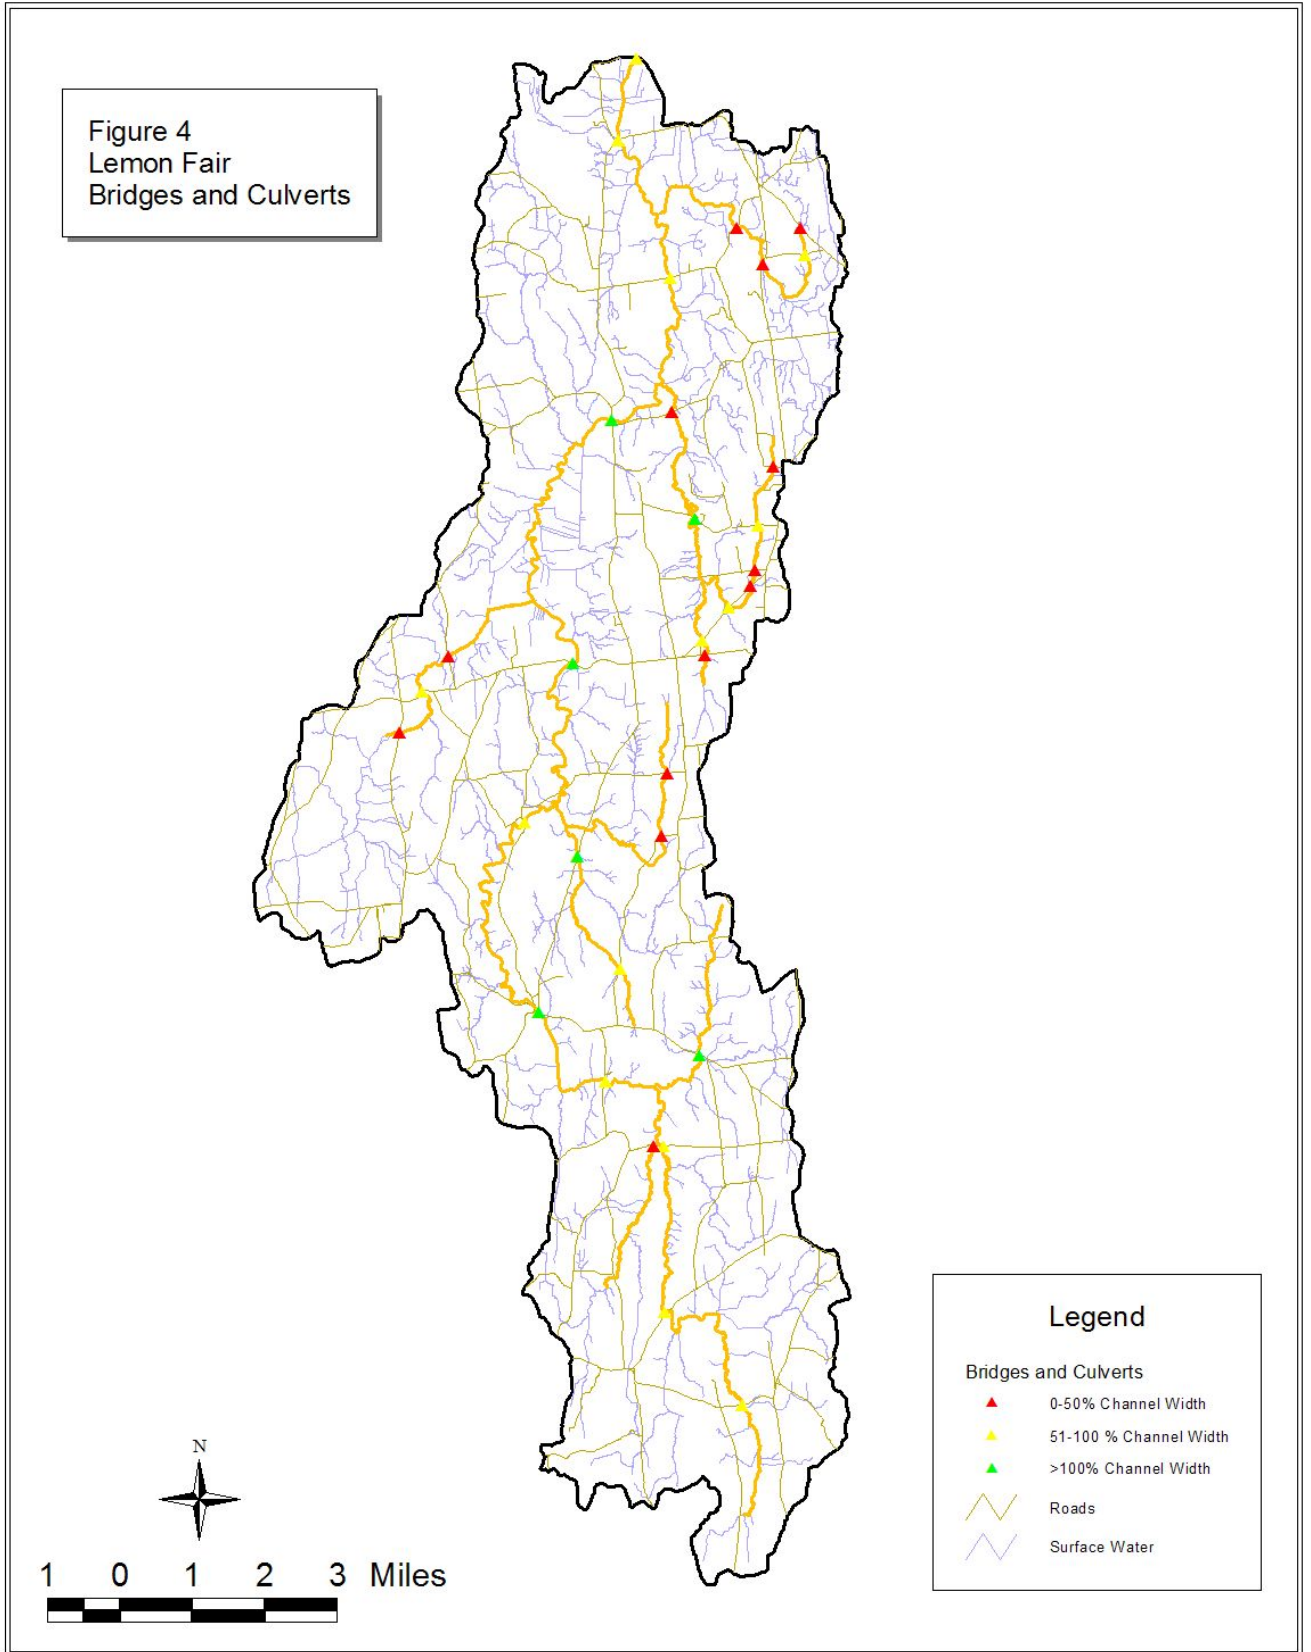 Figure 4
Lemon Fair
Bridges and Culverts
Legend
Bridges and Culverts
0-50% Channel Width
51-100 % Channel Width
>100% Channel Width
Roads
Surface Water
N
1 0 1 2 3 Miles